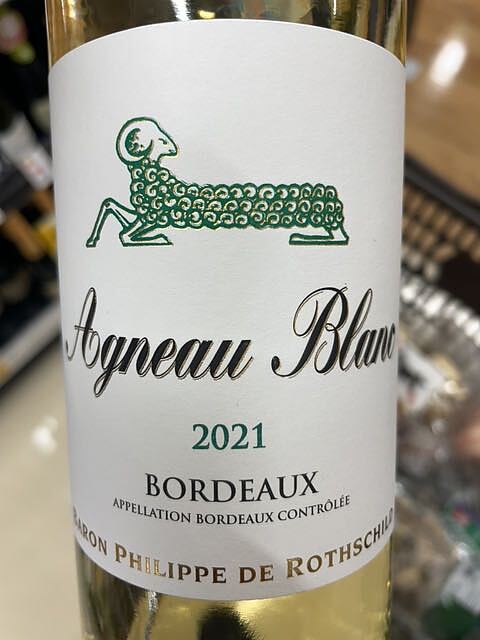 Agneau Blanc
2021
BORDEAUX
APPELLATION BORDEAUX CONTRÔLÉE
BARON PHILIPPE DE ROTHSCHILD